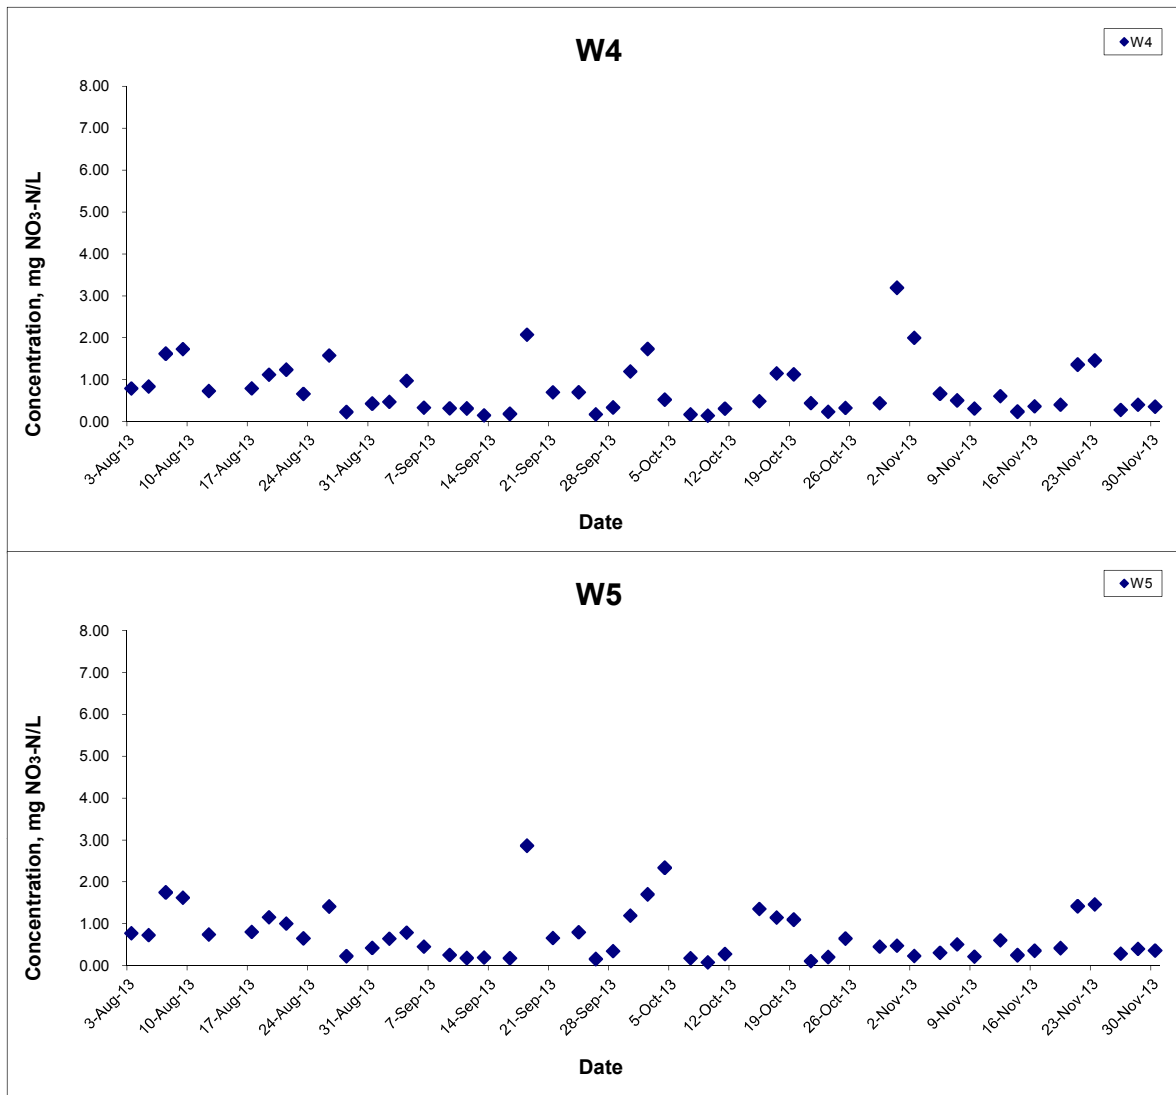 W4
W4
8.00
7.00
6.00
5.00
4.00
3.00
2.00
1.00
0.00
Concentration, mg NO₃-N/L
3-Aug-13
10-Aug-13
17-Aug-13
24-Aug-13
31-Aug-13
7-Sep-13
14-Sep-13
21-Sep-13
28-Sep-13
5-Oct-13
12-Oct-13
19-Oct-13
26-Oct-13
2-Nov-13
9-Nov-13
16-Nov-13
23-Nov-13
30-Nov-13
Date
W5
W5
8.00
7.00
6.00
5.00
4.00
3.00
2.00
1.00
0.00
Concentration, mg NO₃-N/L
3-Aug-13
10-Aug-13
17-Aug-13
24-Aug-13
31-Aug-13
7-Sep-13
14-Sep-13
21-Sep-13
28-Sep-13
5-Oct-13
12-Oct-13
19-Oct-13
26-Oct-13
2-Nov-13
9-Nov-13
16-Nov-13
23-Nov-13
30-Nov-13
Date